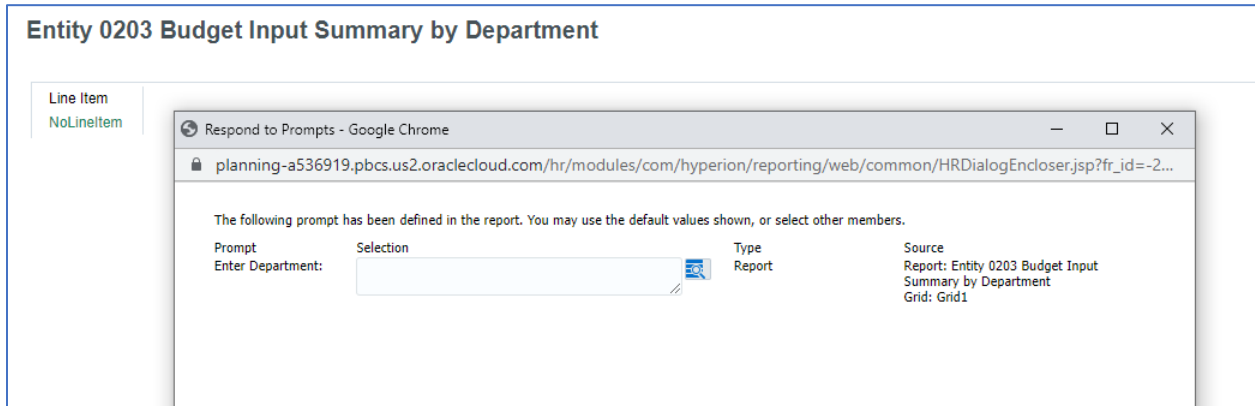 Entity 0203 Budget Input Summary by Department
Line Item
NoLineItem
Respond to Prompts - Google Chrome
planning-a536919.pbcs.us2.oraclecloud.com/hr/modules/com/hyperion/reporting/web/common/HRDialogEncloser.jsp?fr_id=-2...
The following prompt has been defined in the report. You may use the default values shown, or select other members.
Prompt Selection Type Source
Enter Department: Report Report: Entity 0203 Budget Input
Summary by Department
Grid: Grid1